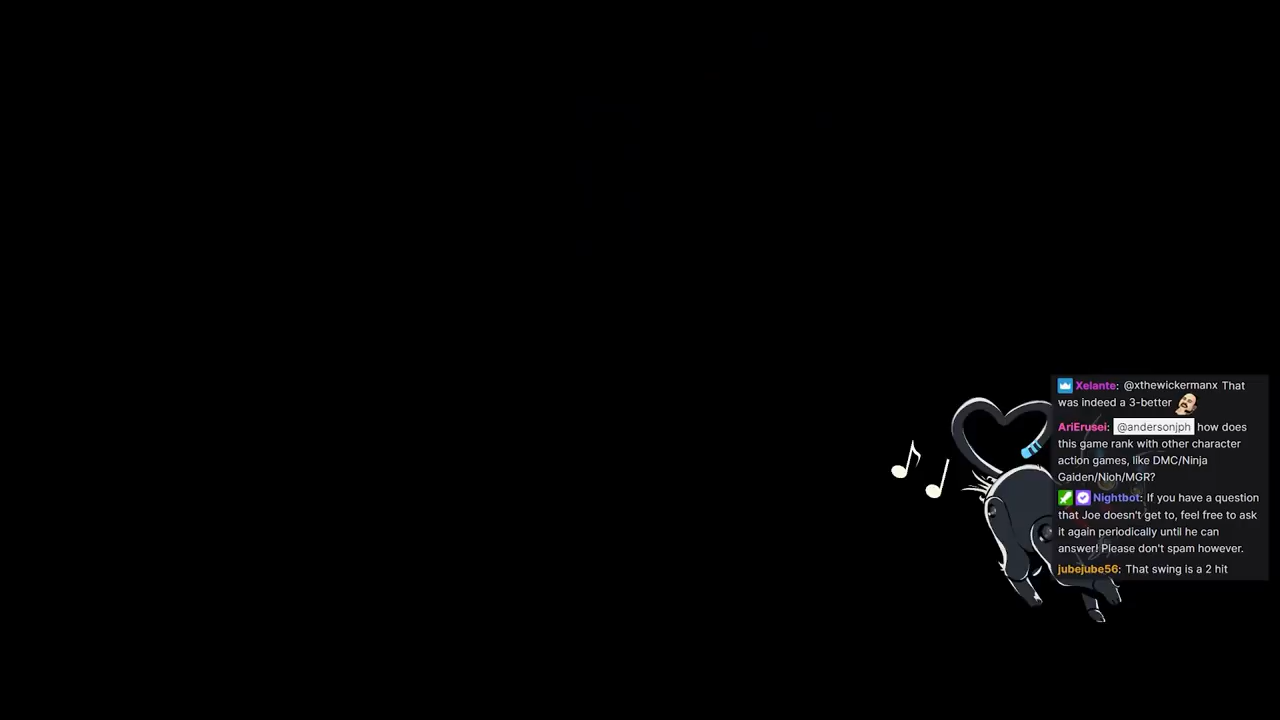 Xelante: @xthewickermanx That
was indeed a 3-better
AriErusei: @andersonjph how does
this game rank with other character
action games, like DMC/Ninja
Gaiden/Nioh/MGR?
Nightbot: If you have a question
that Joe doesn't get to, feel free to ask
it again periodically until he can
answer! Please don't spam however.
jubejube56: That swing is a 2 hit